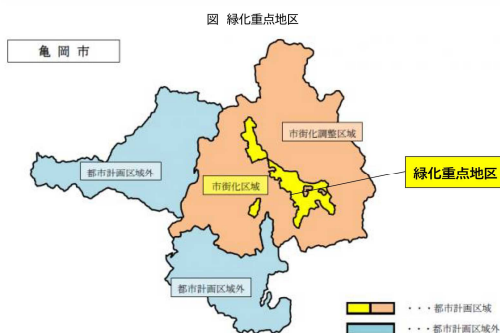 図 緑化重点地区
亀岡市
市街化調整区域
都市計画区域外
緑化重点地区
市街化区域
都市計画区域外
・・・都市計画区域
・・・都市計画区域外